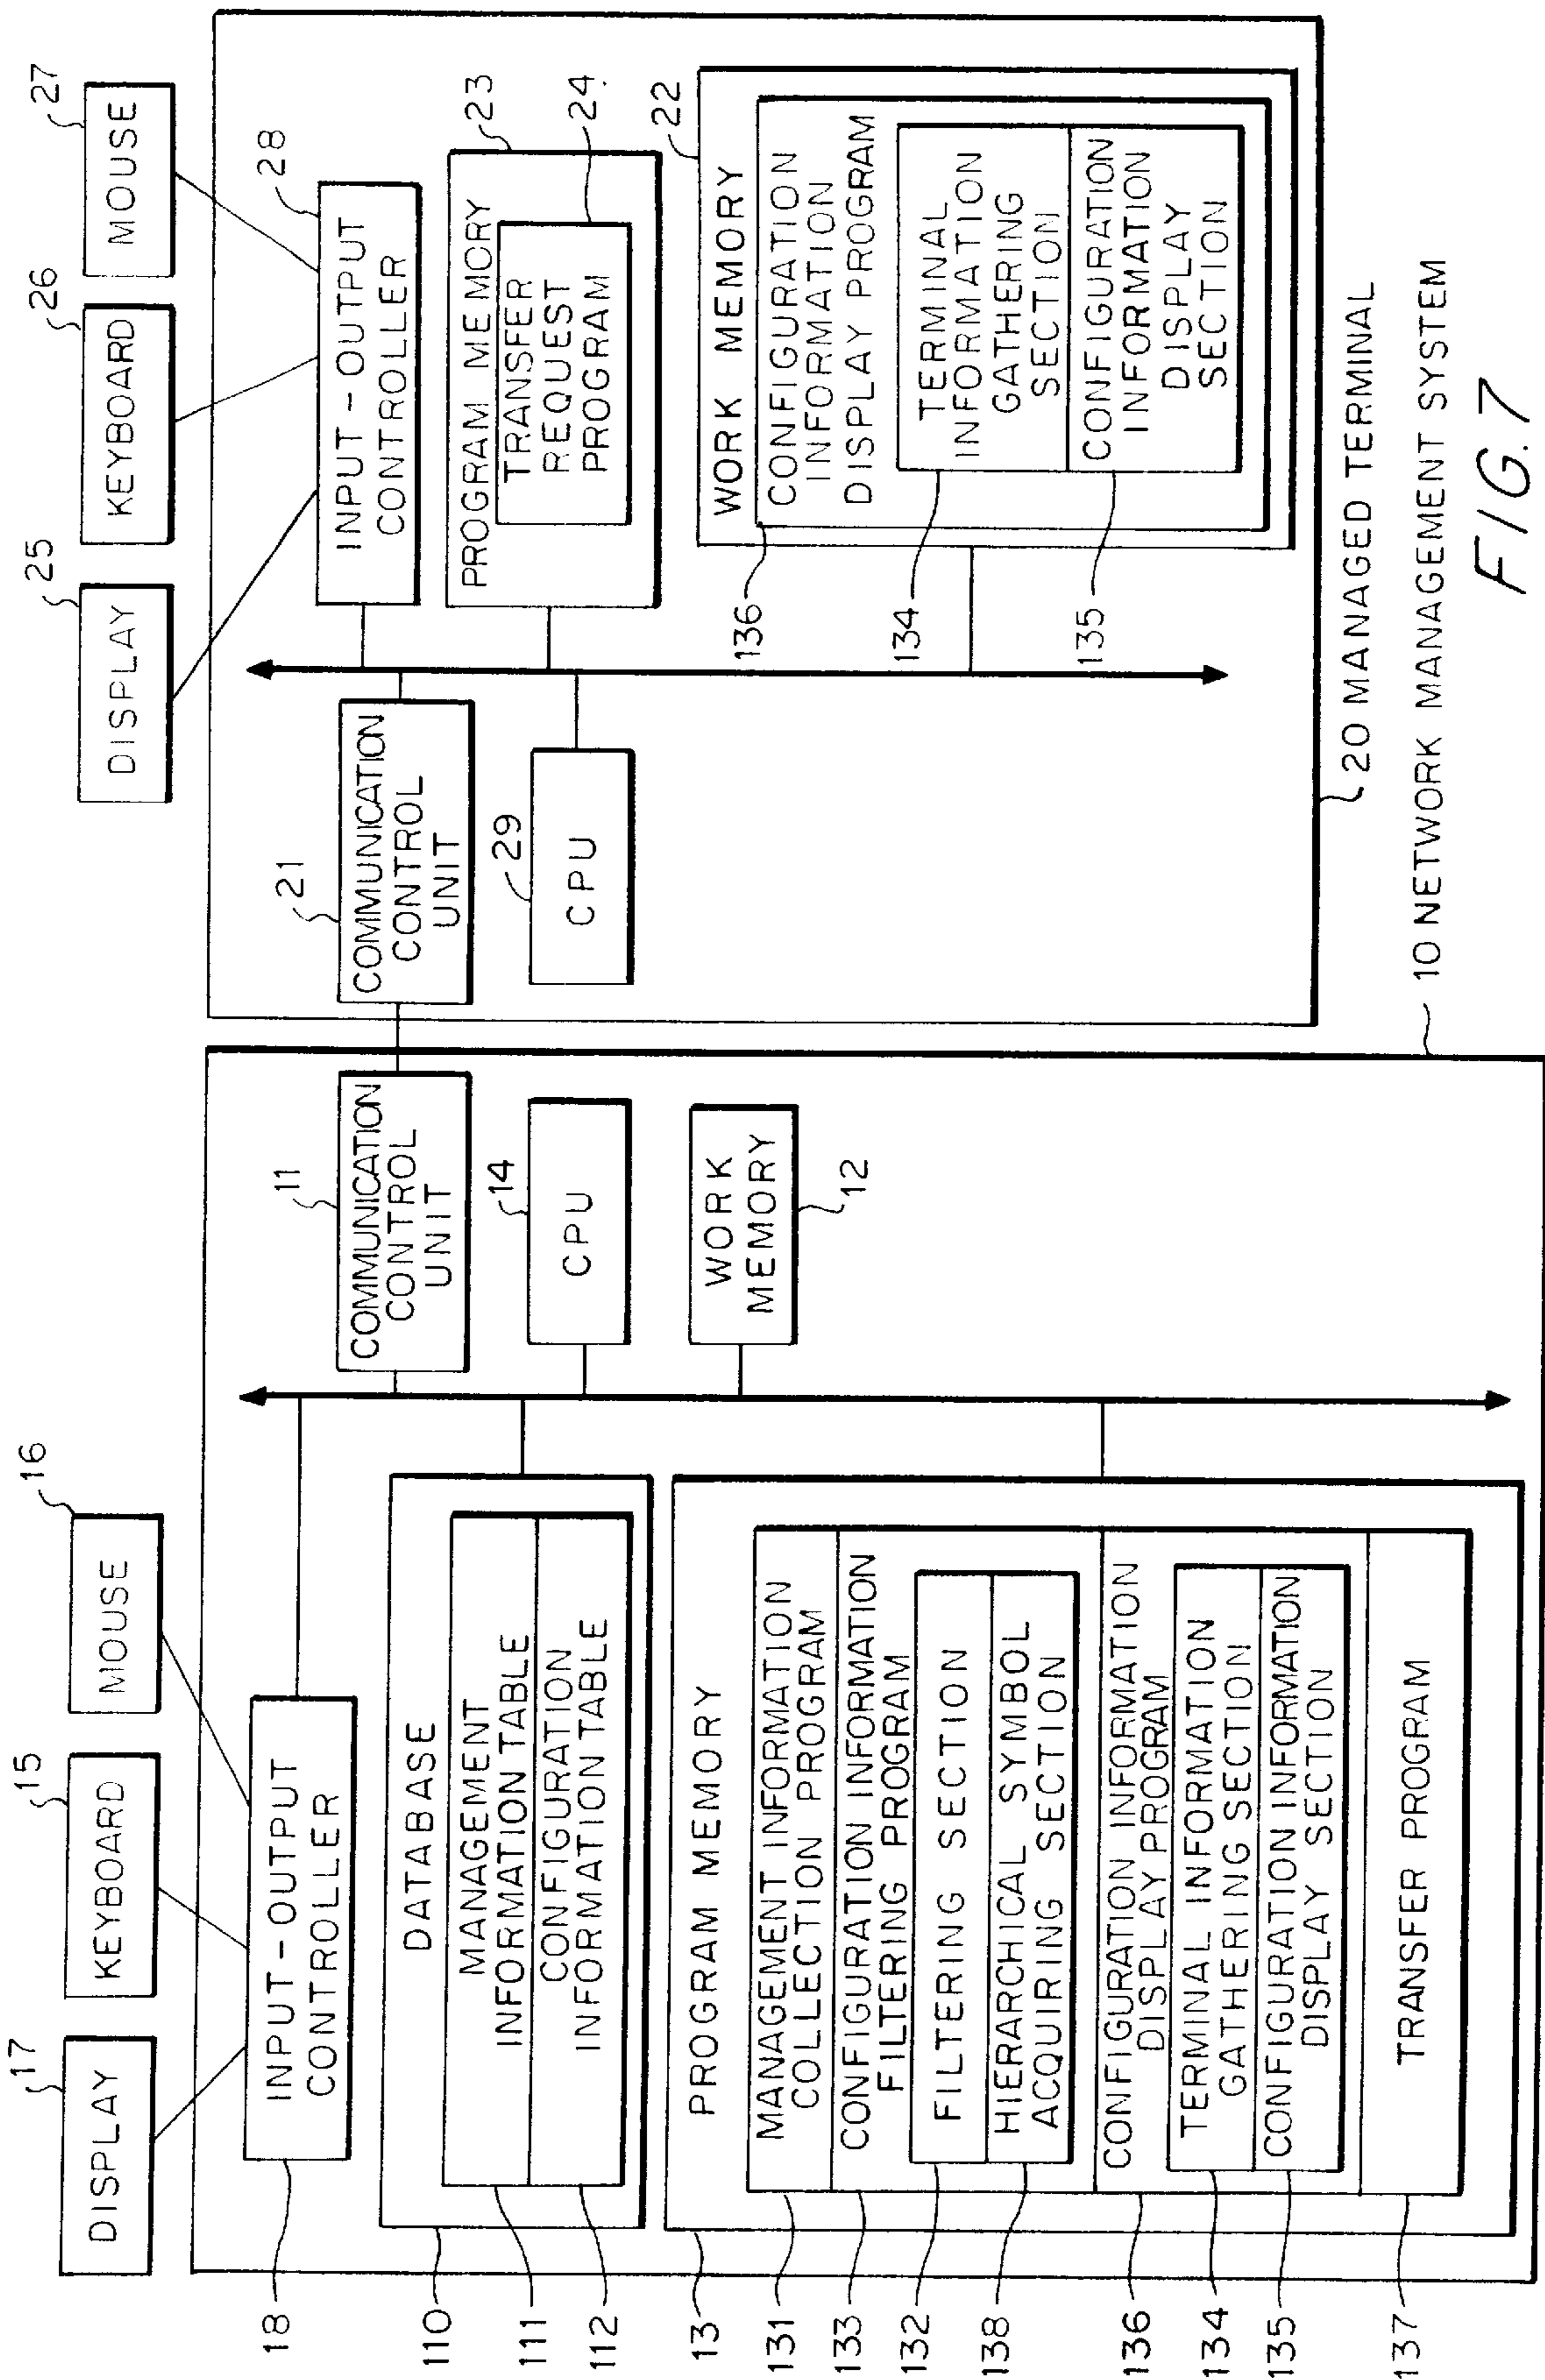 17
DISPLAY
15
KEYBOARD
16
MOUSE
18
INPUT-OUTPUT
CONTROLLER
110
DATABASE
111
MANAGEMENT
INFORMATION TABLE
112
CONFIGURATION
INFORMATION TABLE
13
PROGRAM MEMORY
131
MANAGEMENT INFORMATION
COLLECTION PROGRAM
133
CONFIGURATION INFORMATION
FILTERING PROGRAM
132
FILTERING SECTION
138
HIERARCHICAL SYMBOL
ACQUIRING SECTION
136
CONFIGURATION INFORMATION
DISPLAY PROGRAM
134
TERMINAL INFORMATION
GATHERING SECTION
135
CONFIGURATION INFORMATION
DISPLAY SECTION
137
TRANSFER PROGRAM
11
COMMUNICATION
CONTROL
UNIT
14
CPU
WORK
MEMORY
12
10 NETWORK MANAGEMENT SYSTEM
25
DISPLAY
26
KEYBOARD
27
MOUSE
21
COMMUNICATION
CONTROL
UNIT
29
CPU
28
INPUT-OUTPUT
CONTROLLER
23
PROGRAM MEMCRY
24
TRANSFER
REQUEST
PROGRAM
22
WORK MEMORY
136
CONFIGURATION
INFORMATION
DISPLAY PROGRAM
134
TERMINAL
INFORMATION
GATHERING
SECTION
135
CONFIGURATION
INFORMATION
DISPLAY
SECTION
20 MANAGED TERMINAL
FIG.7